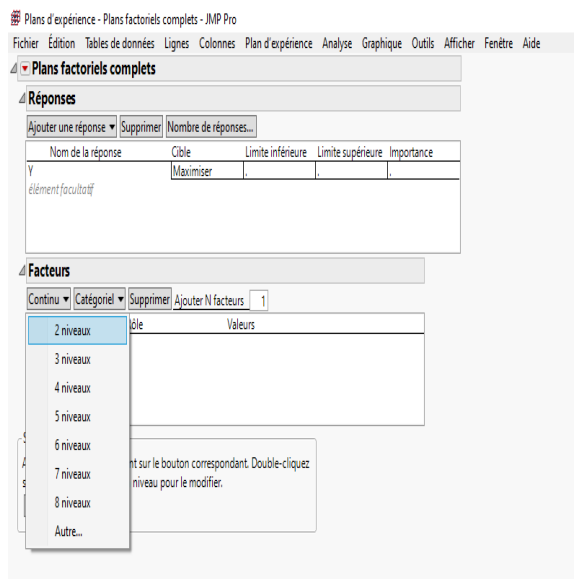 Plans d'expérience - Plans factoriels complets - JMP Pro
Fichier Édition Tables de données Lignes Colonnes Plan d'expérience Analyse Graphique Outils Afficher Fenêtre Aide
Plans factoriels complets
Réponses
Ajouter une réponse Supprimer Nombre de réponses...
Nom de la réponse Cible Limite inférieure Limite supérieure Importance
Y Maximiser . . .
élément facultatif
Facteurs
Continu Catégoriel Supprimer Ajouter N facteurs 1
Valeurs
2 niveaux
3 niveaux
4 niveaux
5 niveaux
6 niveaux
7 niveaux
8 niveaux
Autre...
sur le bouton correspondant. Double-cliquez
niveau pour le modifier.